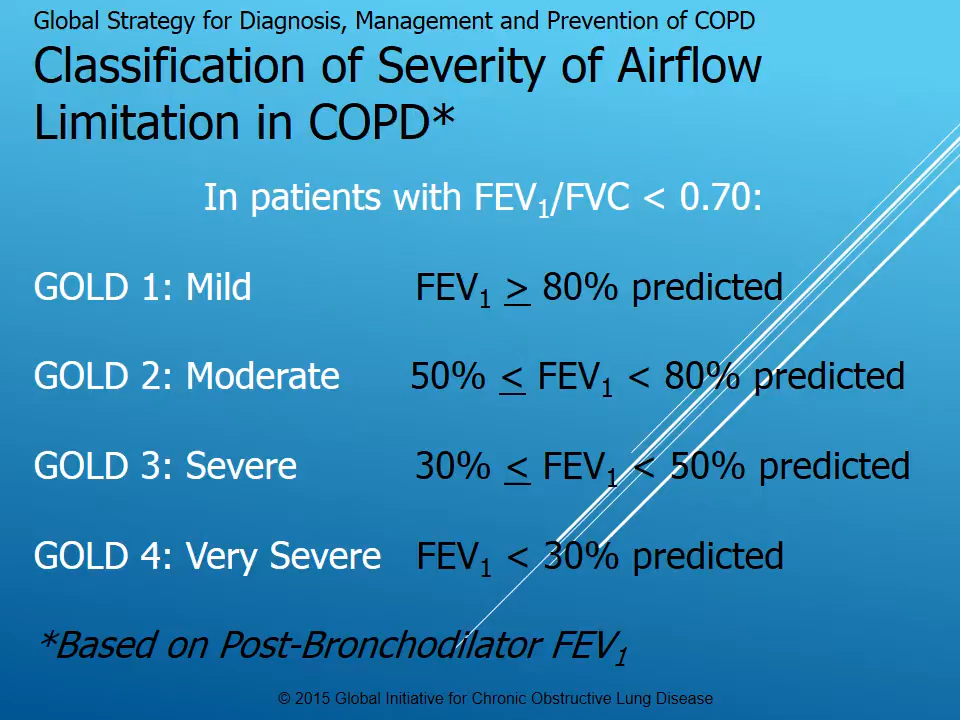 Global Strategy for Diagnosis, Management and Prevention of COPD
Classification of Severity of Airflow
Limitation in COPD*
In patients with FEV₁/FVC < 0.70:
GOLD 1: Mild FEV₁ ≥ 80% predicted
GOLD 2: Moderate 50% ≤ FEV₁ < 80% predicted
GOLD 3: Severe 30% ≤ FEV₁ < 50% predicted
GOLD 4: Very Severe FEV₁ < 30% predicted
*Based on Post-Bronchodilator FEV₁
© 2015 Global Initiative for Chronic Obstructive Lung Disease